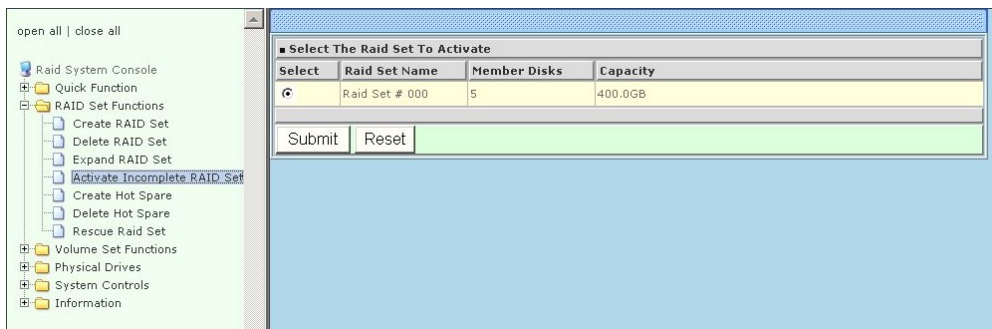 open all | close all
Raid System Console
Quick Function
RAID Set Functions
Create RAID Set
Delete RAID Set
Expand RAID Set
Activate Incomplete RAID Set
Create Hot Spare
Delete Hot Spare
Rescue Raid Set
Volume Set Functions
Physical Drives
System Controls
Information
Select The Raid Set To Activate
Select Raid Set Name Member Disks Capacity
Raid Set # 000 5 400.0GB
Submit Reset